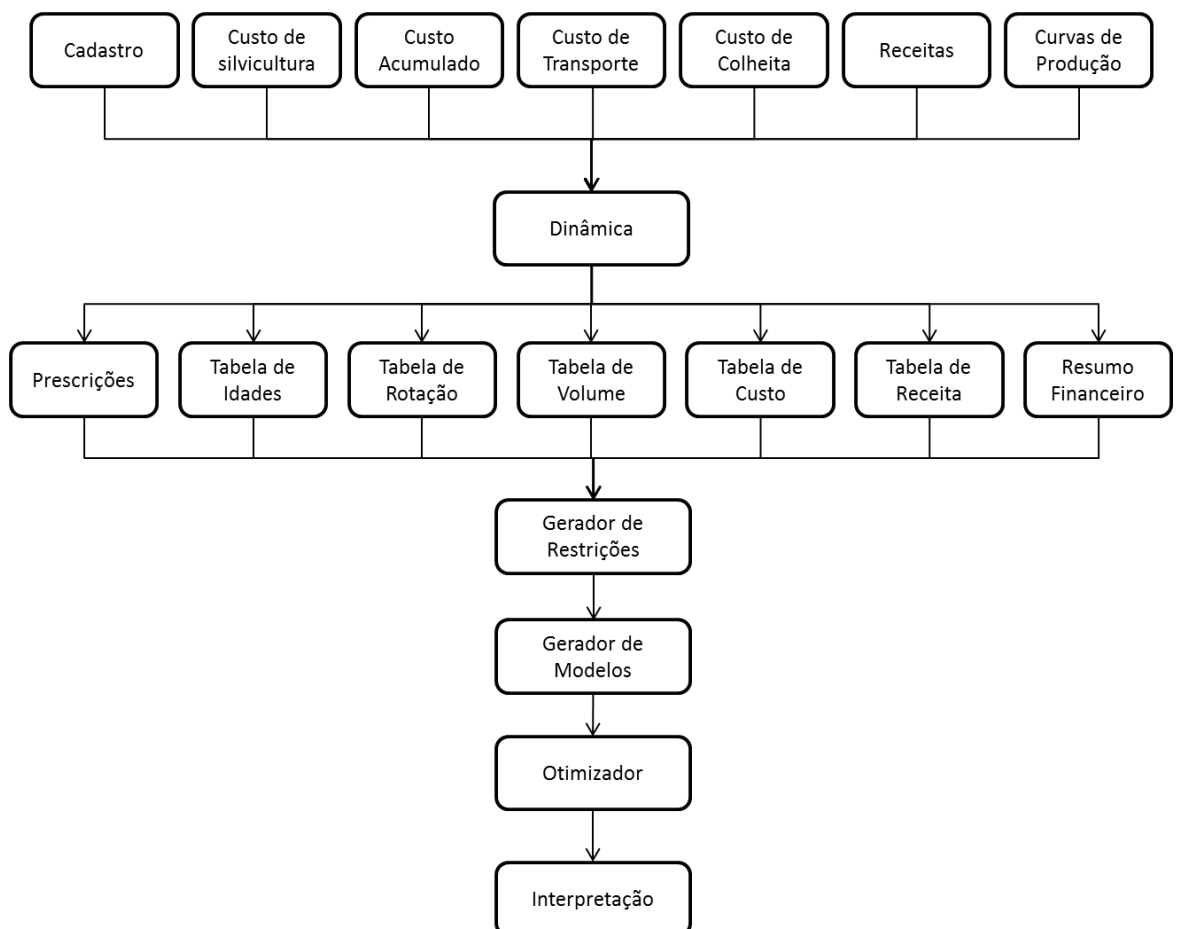 Cadastro
Custo de
silvicultura
Custo
Acumulado
Custo de
Transporte
Custo de
Colheita
Receitas
Curvas de
Produção
Dinâmica
Prescrições
Tabela de
Idades
Tabela de
Rotação
Tabela de
Volume
Tabela de
Custo
Tabela de
Receita
Resumo
Financeiro
Gerador de
Restrições
Gerador de
Modelos
Otimizador
Interpretação